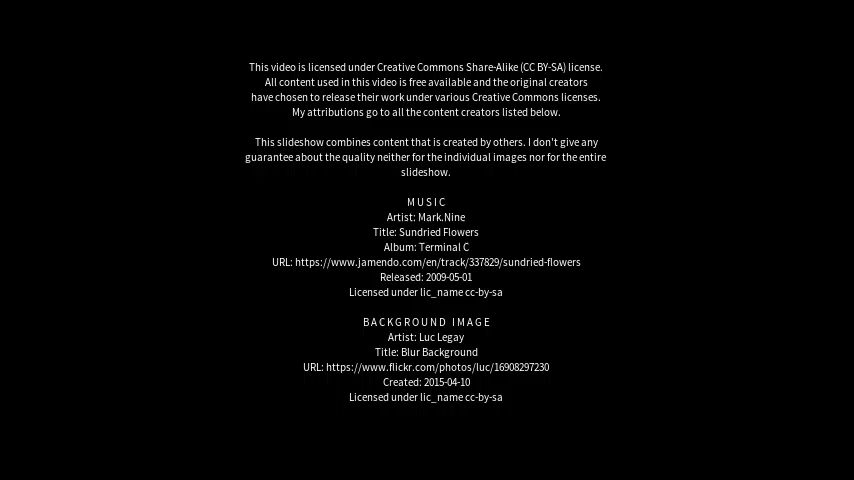 This video is licensed under Creative Commons Share-Alike (CC BY-SA) license.
All content used in this video is free available and the original creators
have chosen to release their work under various Creative Commons licenses.
My attributions go to all the content creators listed below.
This slideshow combines content that is created by others. I don't give any
guarantee about the quality neither for the individual images nor for the entire
slideshow.
MUSIC
Artist: Mark.Nine
Title: Sundried Flowers
Album: Terminal C
URL: https://www.jamendo.com/en/track/337829/sundried-flowers
Released: 2009-05-01
Licensed under lic_name cc-by-sa
BACKGROUND IMAGE
Artist: Luc Legay
Title: Blur Background
URL: https://www.flickr.com/photos/luc/16908297230
Created: 2015-04-10
Licensed under lic_name cc-by-sa